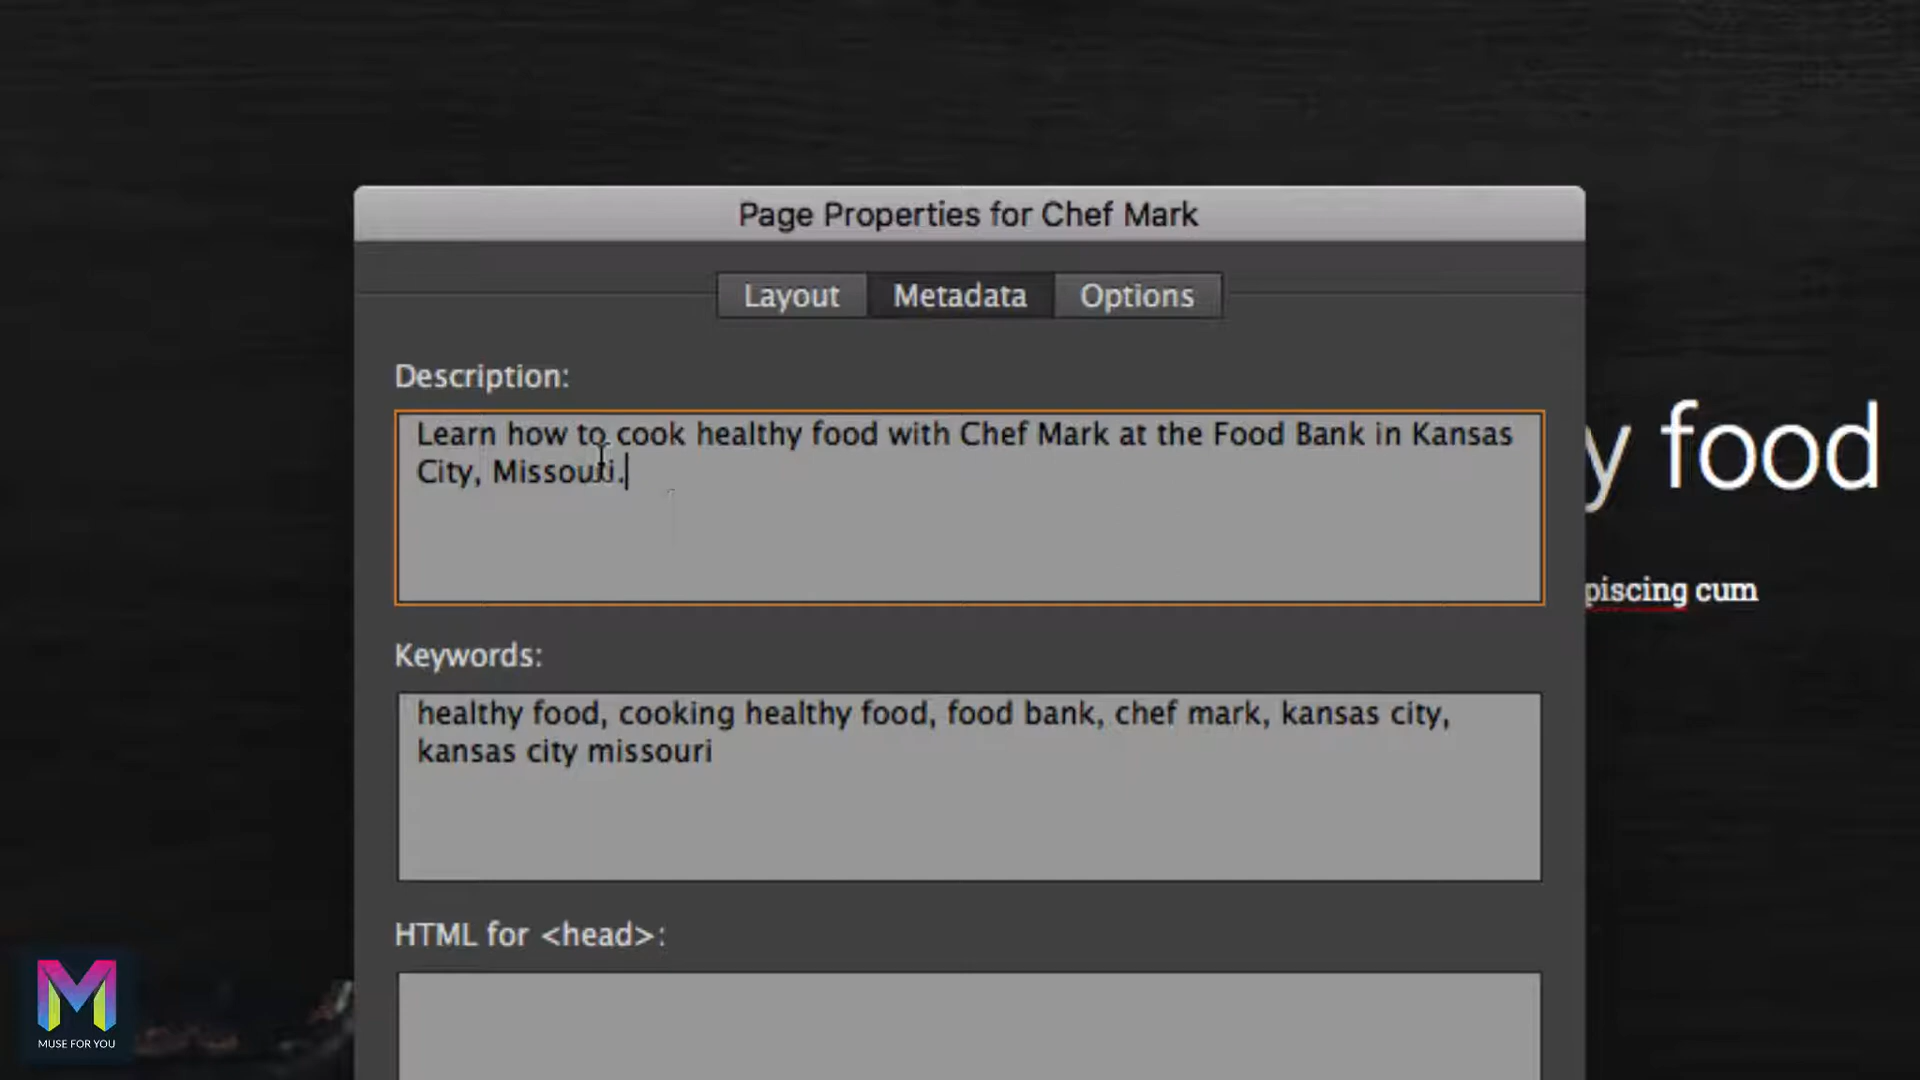 Page Properties for Chef Mark
Layout Metadata Options
Description:
Learn how to cook healthy food with Chef Mark at the Food Bank in Kansas
City, Missouri.
y food
piscing cum
Keywords:
healthy food, cooking healthy food, food bank, chef mark, kansas city,
kansas city missouri
HTML for <head>:
M
MUSE FOR YOU